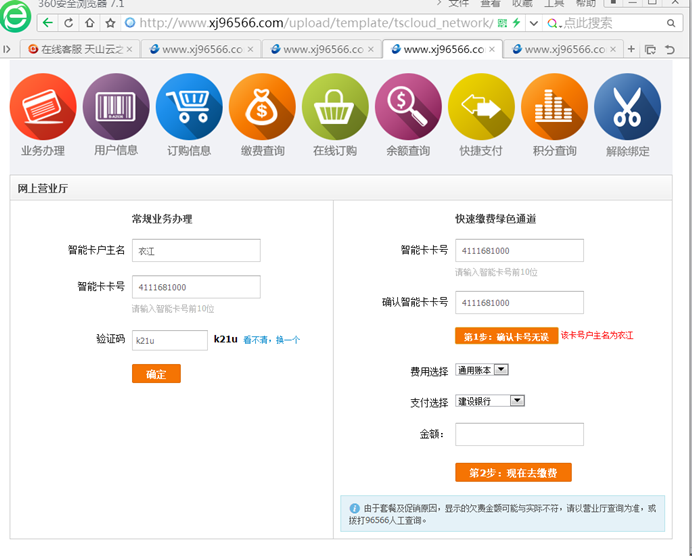 360安全浏览器 7.1
文件 查看 收藏 工具 帮助
http://www.xj96566.com/upload/template/tscloud_network/
点此搜索
在线客服 天山云之 www.xj96566.co www.xj96566.co www.xj96566.co www.xj96566.co
业务办理 用户信息 订购信息 缴费查询 在线订购 余额查询 快捷支付 积分查询 解除绑定
网上营业厅
常规业务办理
智能卡户主名 农江
智能卡卡号 4111681000
请输入智能卡号前10位
验证码 k21u k21u 看不清，换一个
确定
快速缴费绿色通道
智能卡卡号 4111681000
请输入智能卡号前10位
确认智能卡卡号 4111681000
第1步：确认卡号无误 该卡号户主名为农江
费用选择 通用账本
支付选择 建设银行
金额：
第2步：现在去缴费
由于套餐及促销原因，显示的欠费金额可能与实际不符，请以营业厅查询为准，或
拨打96566人工查询。